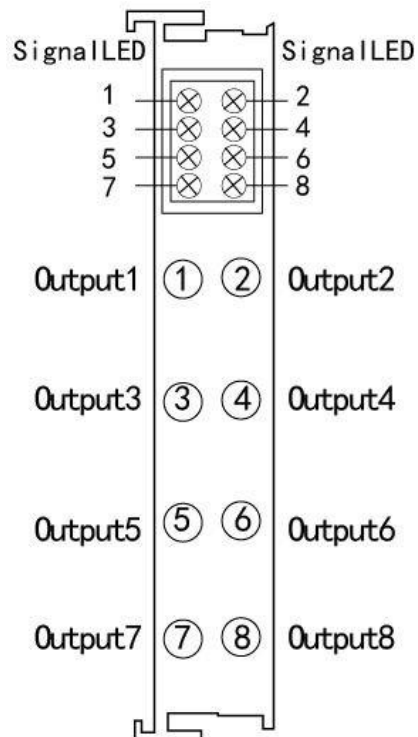 SignalLED SignalLED
1 2
3 4
5 6
7 8
Output1 1 2 Output2
Output3 3 4 Output4
Output5 5 6 Output6
Output7 7 8 Output8